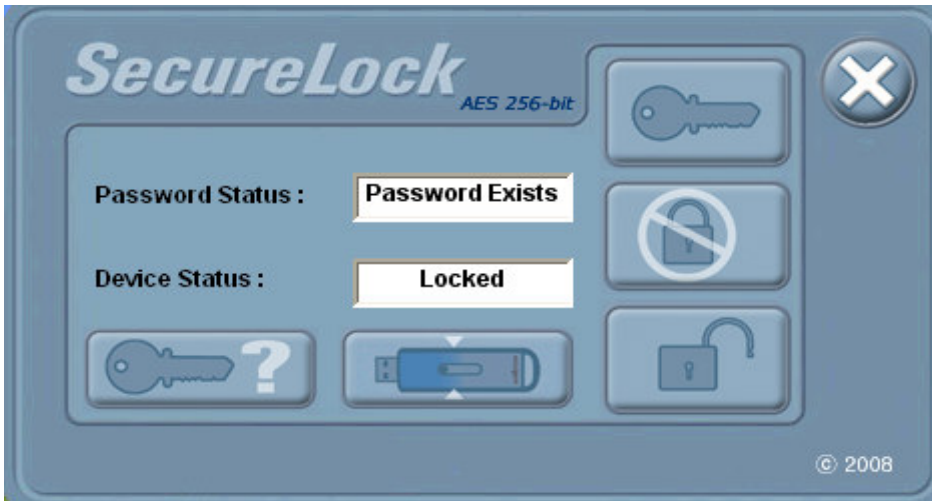 SecureLock
AES 256-bit
Password Status : Password Exists
Device Status : Locked
?
© 2008